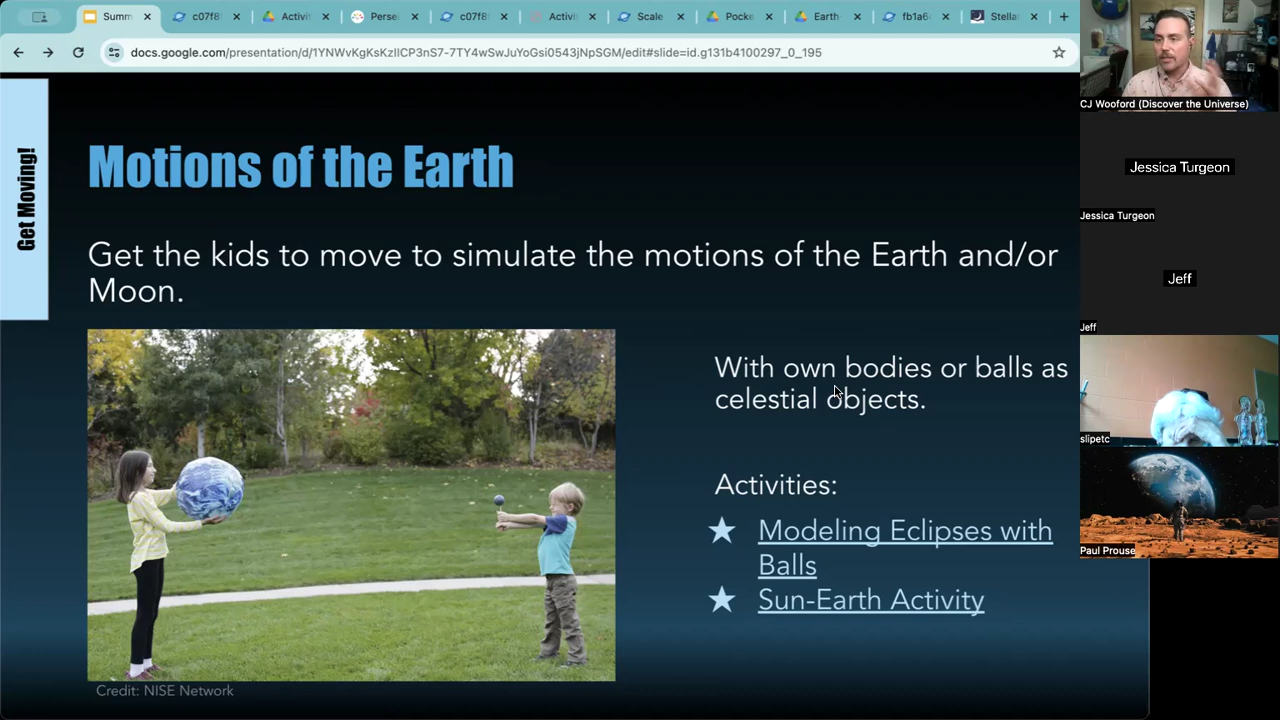 Summ
c07f8
Activit
Perse
c07f8
Activi
Scale
Pocke
Earth-
fb1a6
Stella
docs.google.com/presentation/d/1YNWvKgKsKzlICP3nS7-7TY4wSwJuYoGsi0543jNpSGM/edit#slide=id.g131b4100297_0_195
Get Moving!
Motions of the Earth
Get the kids to move to simulate the motions of the Earth and/or
Moon.
With own bodies or balls as
celestial objects.
Activities:
★ Modeling Eclipses with
Balls
★ Sun-Earth Activity
Credit: NISE Network
CJ Wooford (Discover the Universe)
Jessica Turgeon
Jessica Turgeon
Jeff
Jeff
slipetc
Paul Prouse